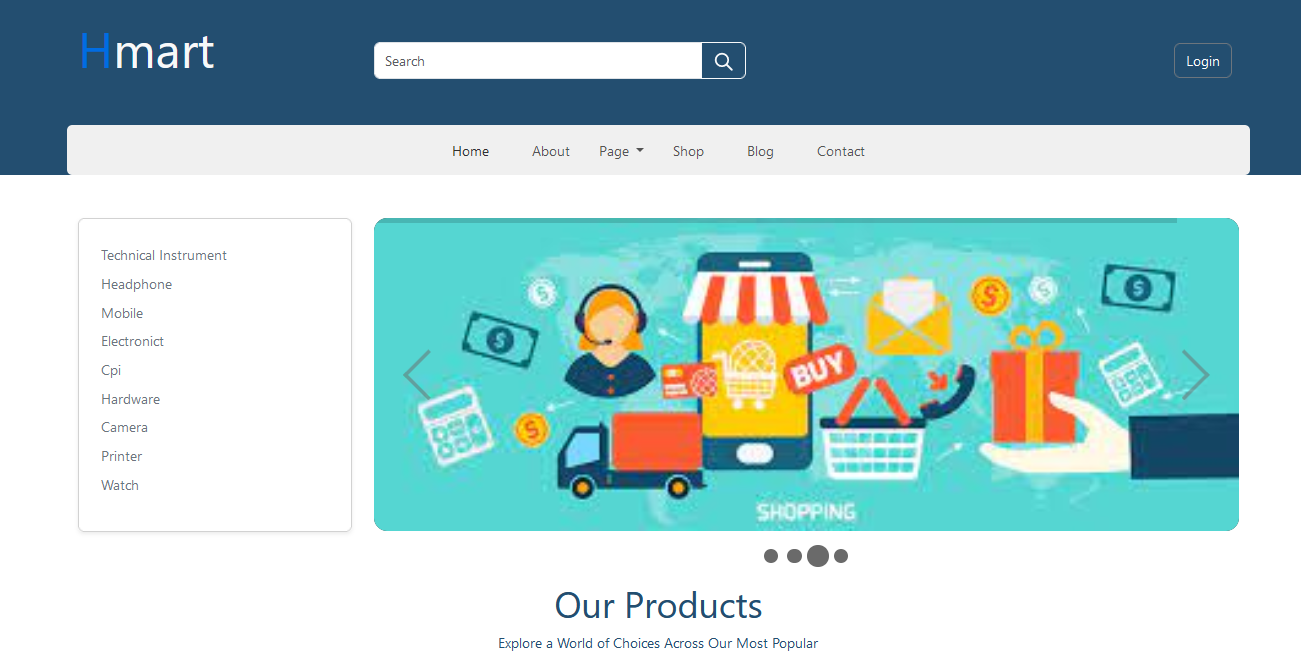 Hmart
Search
Login
Home About Page Shop Blog Contact
Technical Instrument
Headphone
Mobile
Electronict
Cpi
Hardware
Camera
Printer
Watch
BUY
SHOPPING
Our Products
Explore a World of Choices Across Our Most Popular